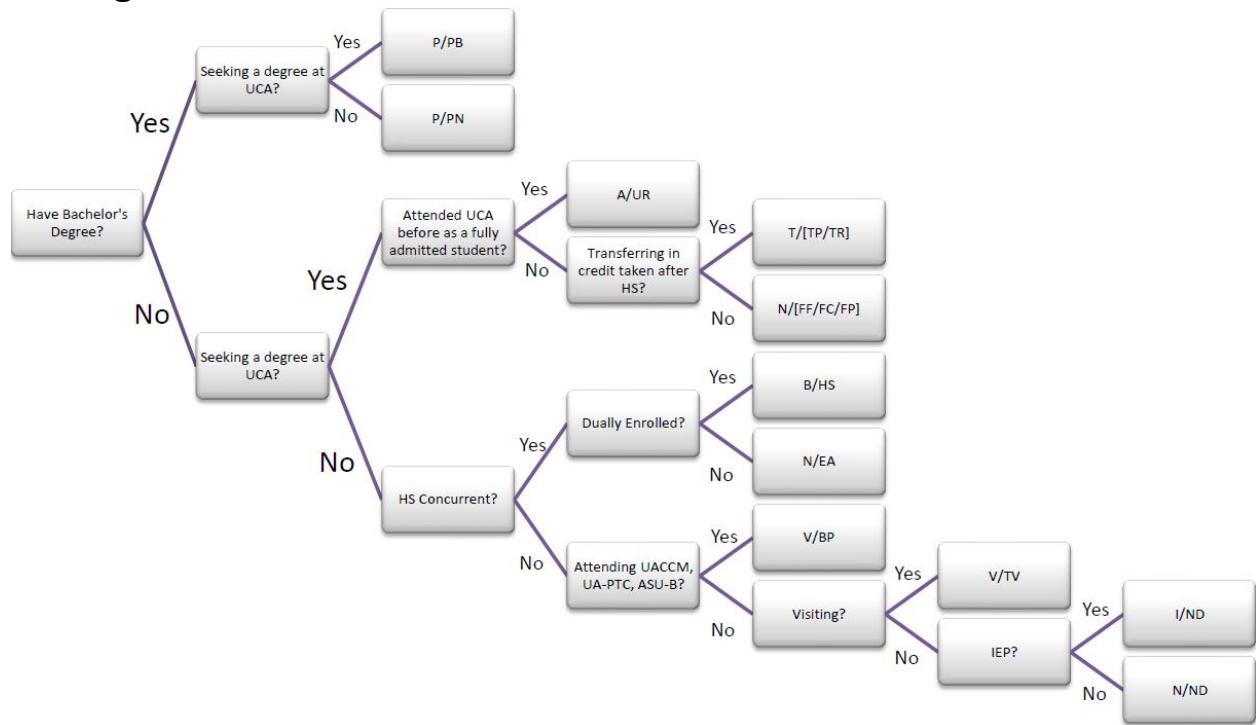 Have Bachelor's
Degree?
Yes
No
Seeking a degree at
UCA?
Yes
No
P/PB
P/PN
Seeking a degree at
UCA?
Yes
No
Attended UCA
before as a fully
admitted student?
Yes
No
A/UR
Transferring in
credit taken after
HS?
Yes
No
T/[TP/TR]
N/[FF/FC/FP]
HS Concurrent?
Yes
No
Dually Enrolled?
Yes
No
B/HS
N/EA
Attending UACCM,
UA-PTC, ASU-B?
Yes
No
V/BP
Visiting?
Yes
No
V/TV
IEP?
Yes
No
I/ND
N/ND